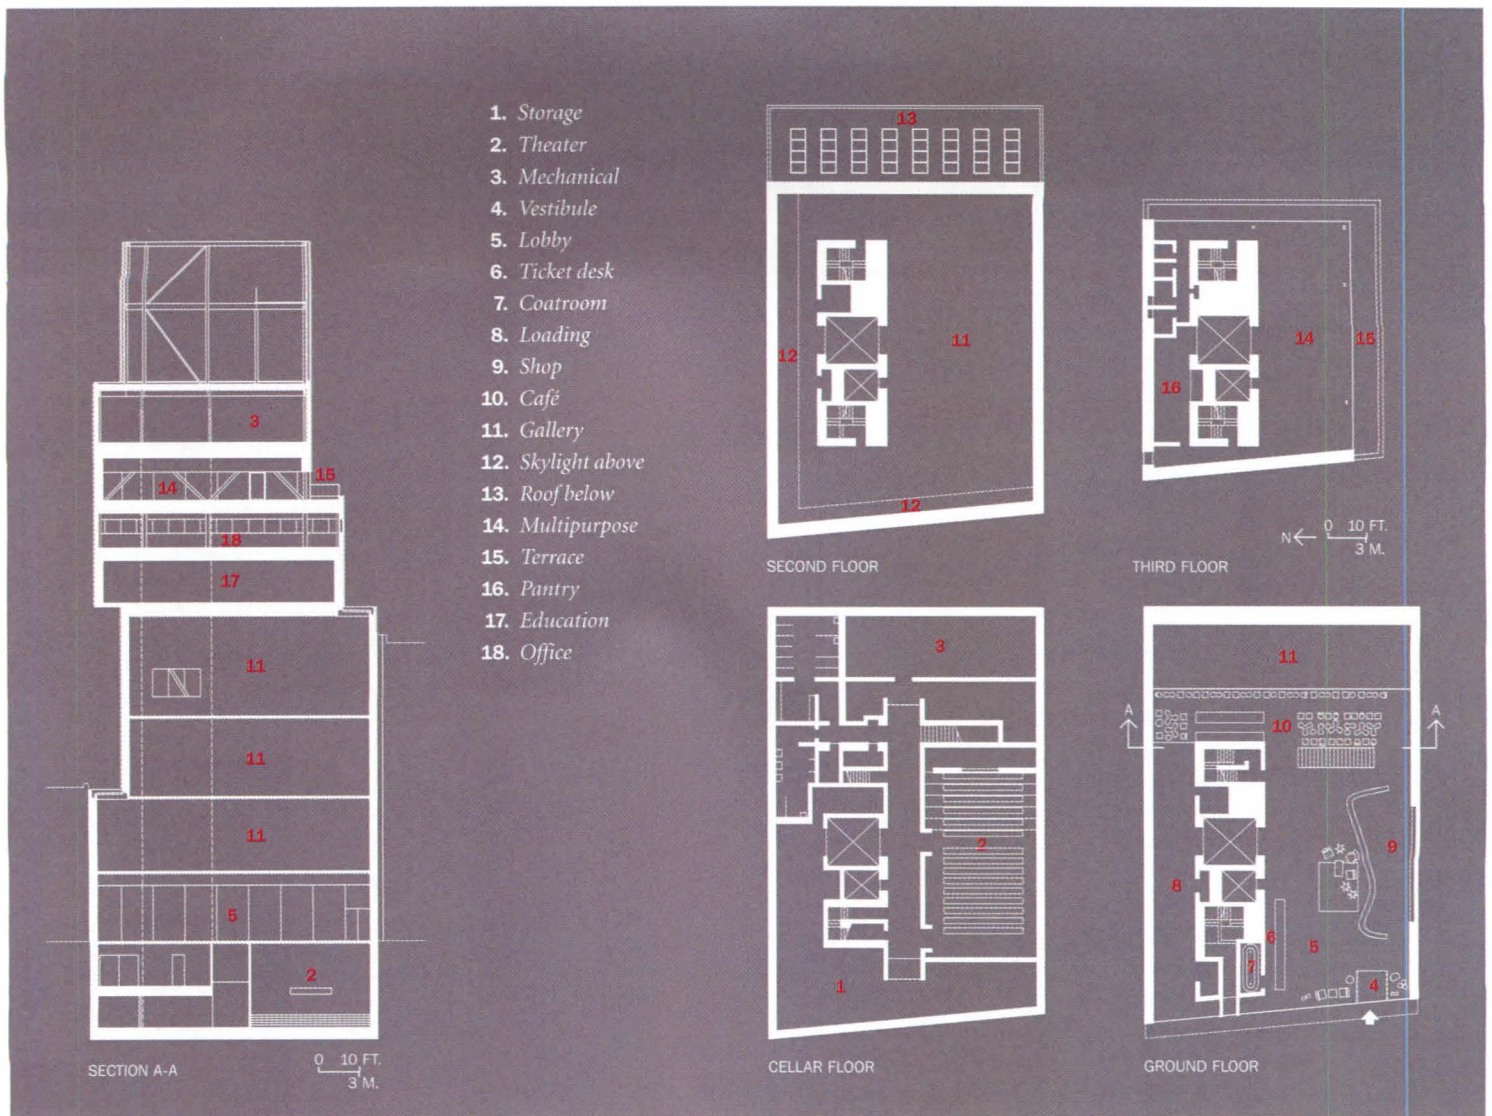 1. Storage
2. Theater
3. Mechanical
4. Vestibule
5. Lobby
6. Ticket desk
7. Coatroom
8. Loading
9. Shop
10. Café
11. Gallery
12. Skylight above
13. Roof below
14. Multipurpose
15. Terrace
16. Pantry
17. Education
18. Office
3
15
14
18
17
11
11
11
5
2
SECTION A-A
0 10 FT.
3 M.
13
12
11
12
SECOND FLOOR
14
15
16
N
0 10 FT.
3 M.
THIRD FLOOR
3
2
1
CELLAR FLOOR
11
A
A
10
9
8
6
5
7
4
GROUND FLOOR